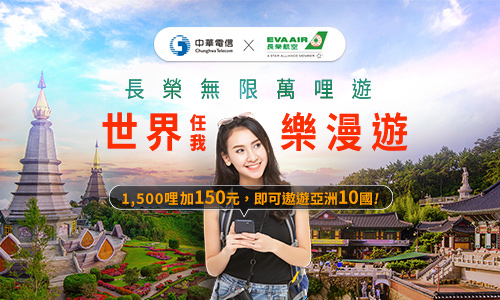 中華電信
Chunghwa Telecom
×
EVA AIR
長榮航空
A STAR ALLIANCE MEMBER
長榮無限萬哩遊
世界任我樂漫遊
1,500哩加150元，即可遨遊亞洲10國!